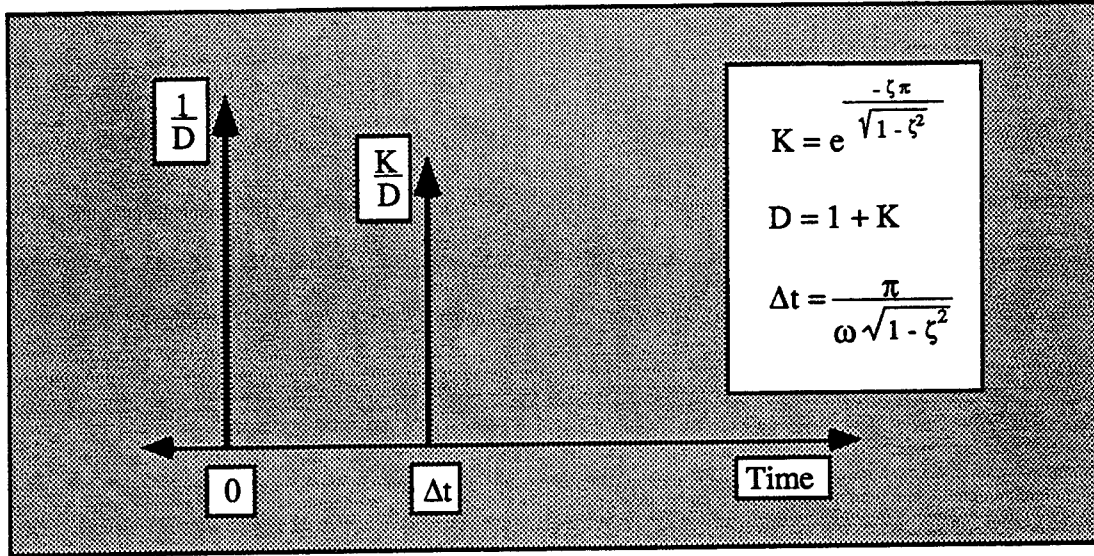 1/D
K/D
K = e^(-ζπ/√(1-ζ²))
D = 1 + K
Δt = π/(ω√(1-ζ²))
0
Δt
Time